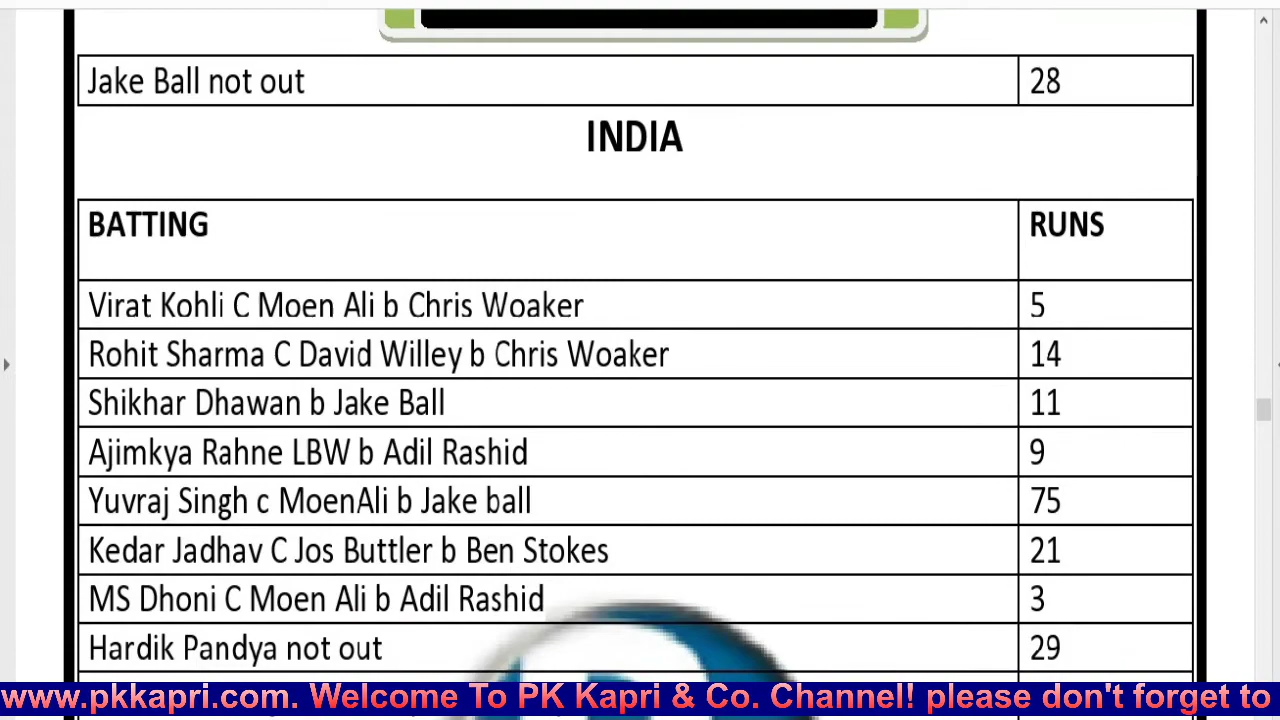 Jake Ball not out 28
INDIA
BATTING RUNS
Virat Kohli C Moen Ali b Chris Woaker 5
Rohit Sharma C David Willey b Chris Woaker 14
Shikhar Dhawan b Jake Ball 11
Ajimkya Rahne LBW b Adil Rashid 9
Yuvraj Singh c MoenAli b Jake ball 75
Kedar Jadhav C Jos Buttler b Ben Stokes 21
MS Dhoni C Moen Ali b Adil Rashid 3
Hardik Pandya not out 29
www.pkkapri.com. Welcome To PK Kapri & Co. Channel! please don't forget to